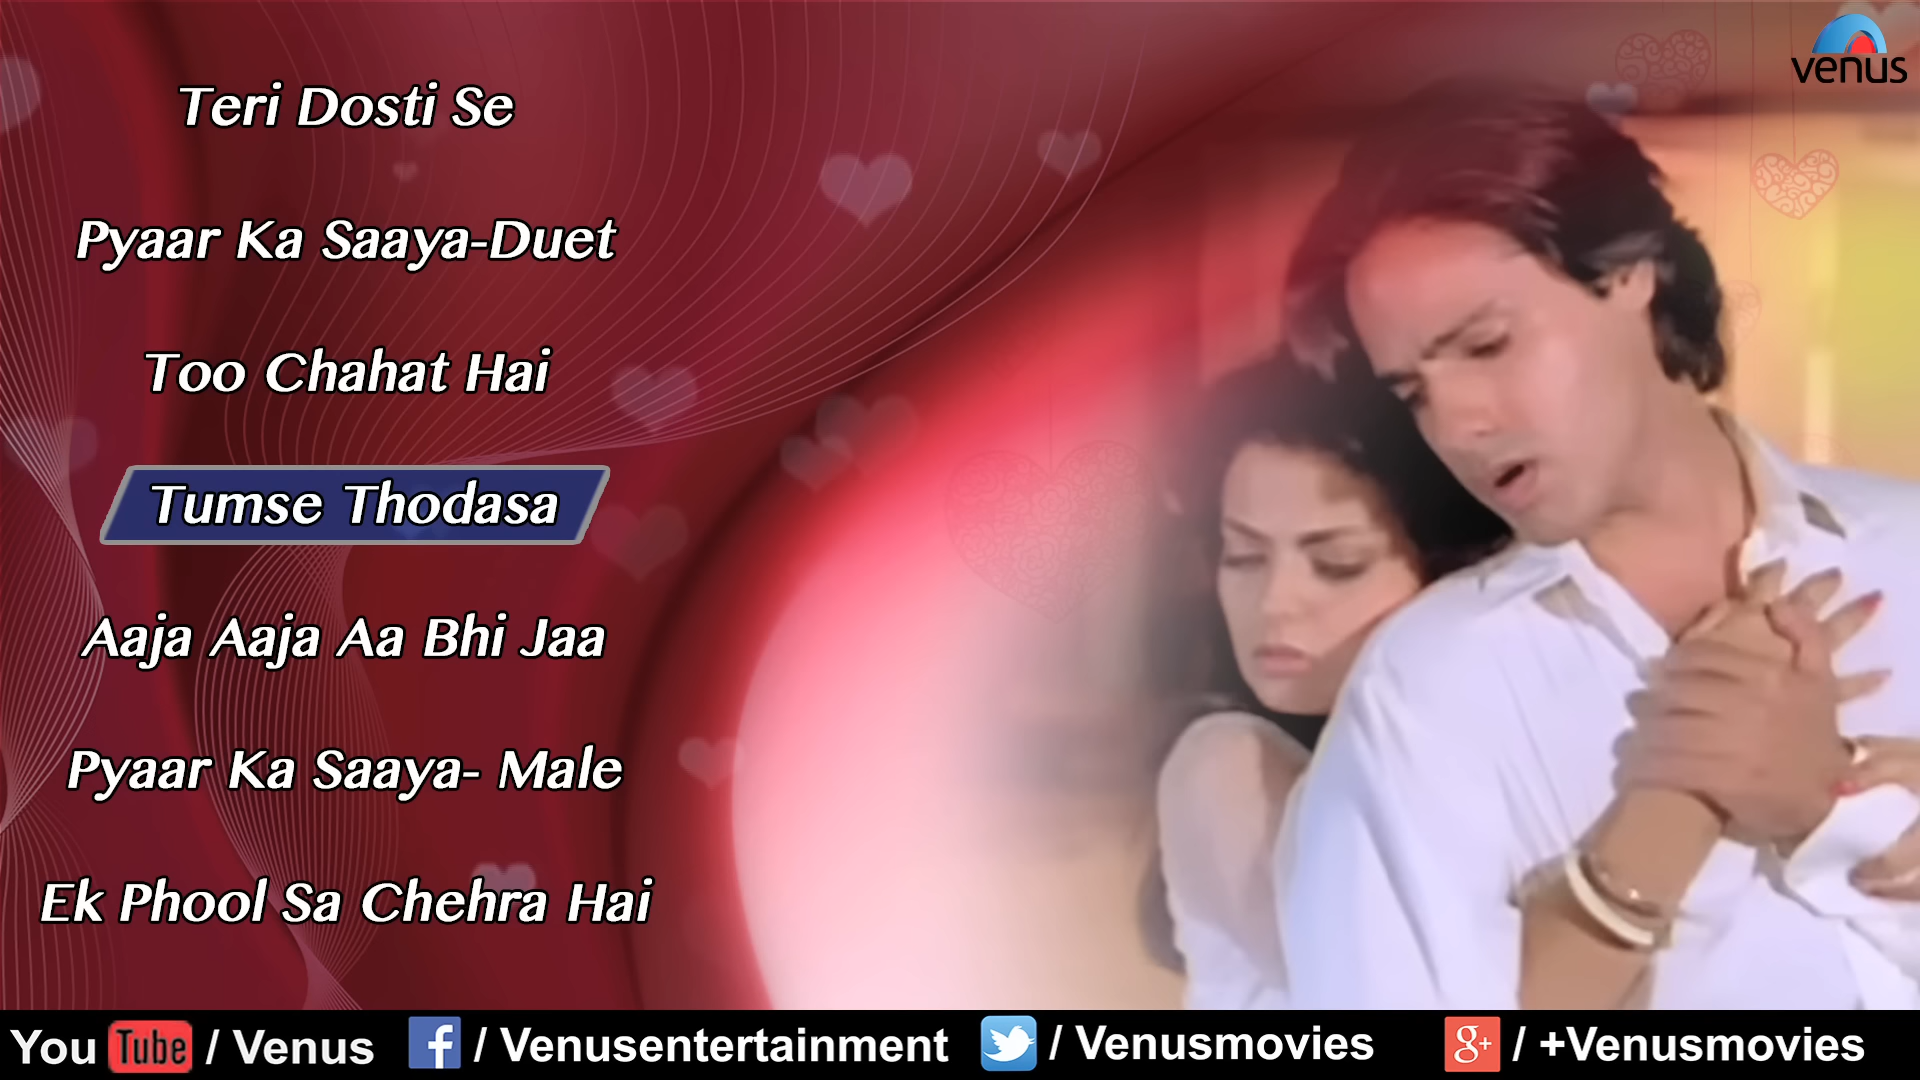 venus
Teri Dosti Se
Pyaar Ka Saaya-Duet
Too Chahat Hai
Tumse Thodasa
Aaja Aaja Aa Bhi Jaa
Pyaar Ka Saaya- Male
Ek Phool Sa Chehra Hai
You Tube / Venus f / Venusentertainment / Venusmovies g+ / +Venusmovies